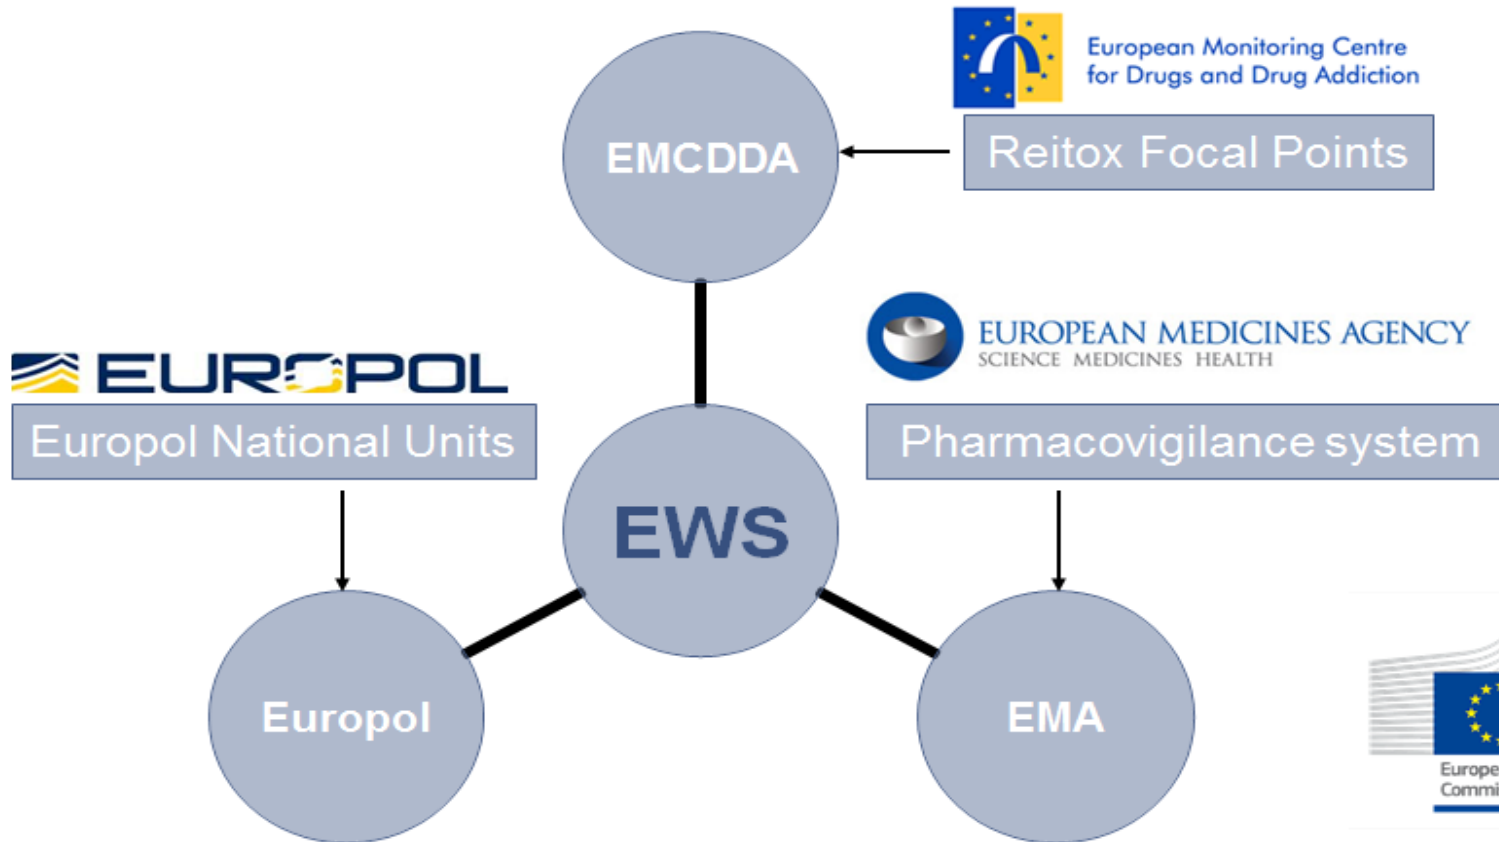 European Monitoring Centre
for Drugs and Drug Addiction
EMCDDA
Reitox Focal Points
EUROPEAN MEDICINES AGENCY
SCIENCE MEDICINES HEALTH
EUROPOL
Europol National Units
Pharmacovigilance system
EWS
Europol
EMA